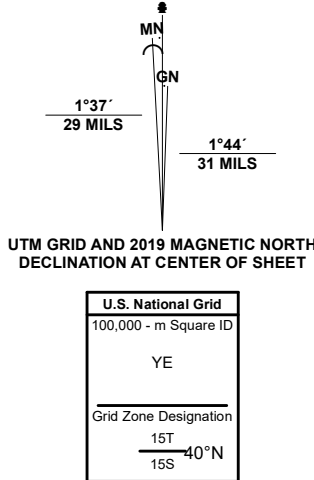 MN
GN
1°37´
29 MILS
1°44´
31 MILS
UTM GRID AND 2019 MAGNETIC NORTH
DECLINATION AT CENTER OF SHEET
U.S. National Grid
100,000 - m Square ID
YE
Grid Zone Designation
15T
40°N
15S